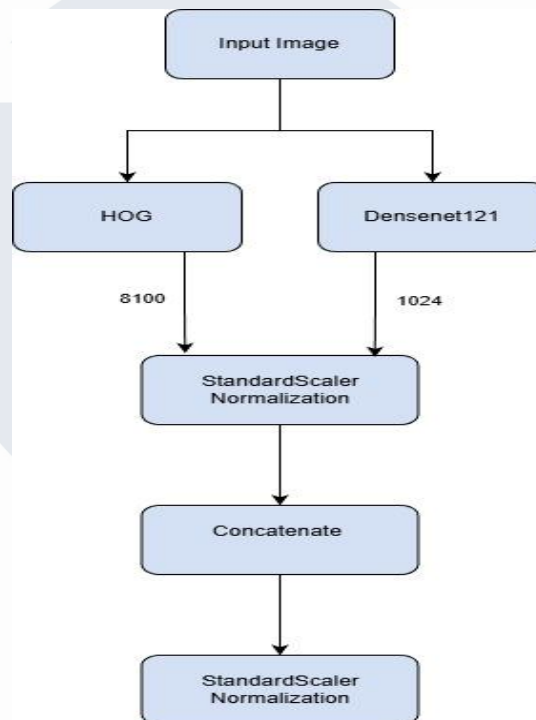 Input Image
HOG
Densenet121
8100
1024
StandardScaler
Normalization
Concatenate
StandardScaler
Normalization